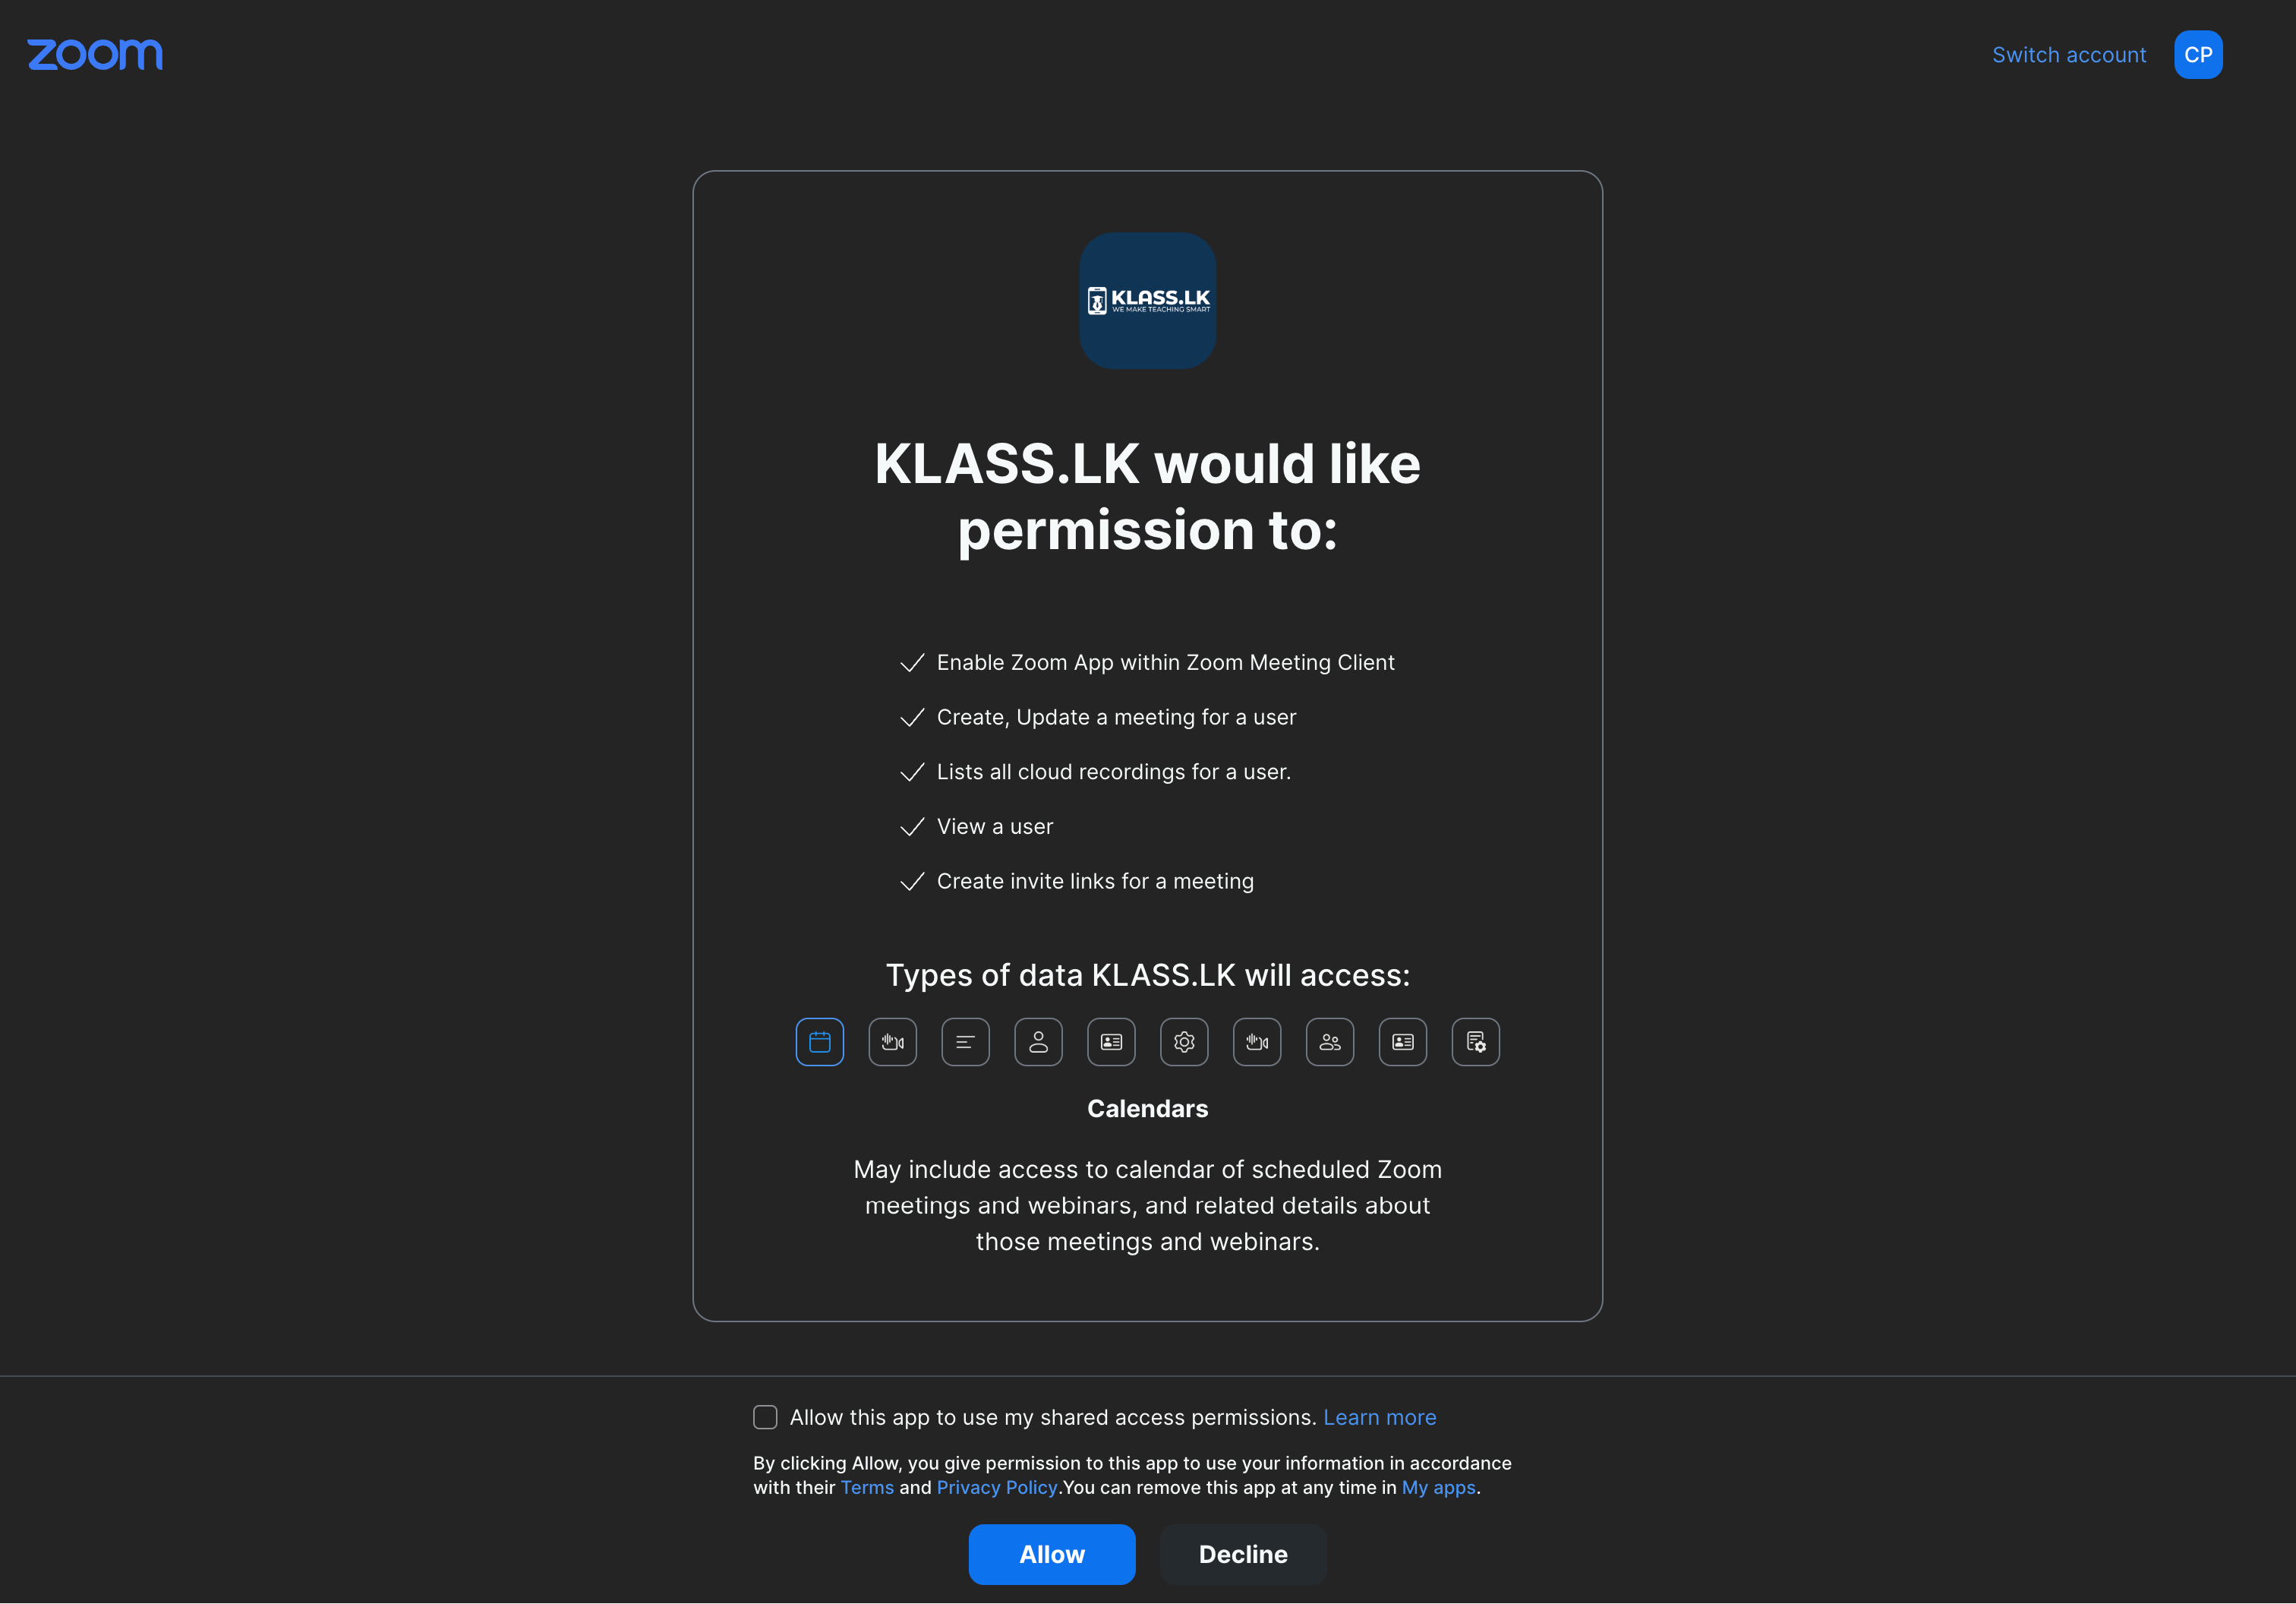 zoom
Switch account
CP
KLASS.LK
WE MAKE TEACHING SMART
KLASS.LK would like
permission to:
Enable Zoom App within Zoom Meeting Client
Create, Update a meeting for a user
Lists all cloud recordings for a user.
View a user
Create invite links for a meeting
Types of data KLASS.LK will access:
Calendars
May include access to calendar of scheduled Zoom
meetings and webinars, and related details about
those meetings and webinars.
Allow this app to use my shared access permissions. Learn more
By clicking Allow, you give permission to this app to use your information in accordance
with their Terms and Privacy Policy.You can remove this app at any time in My apps.
Allow
Decline